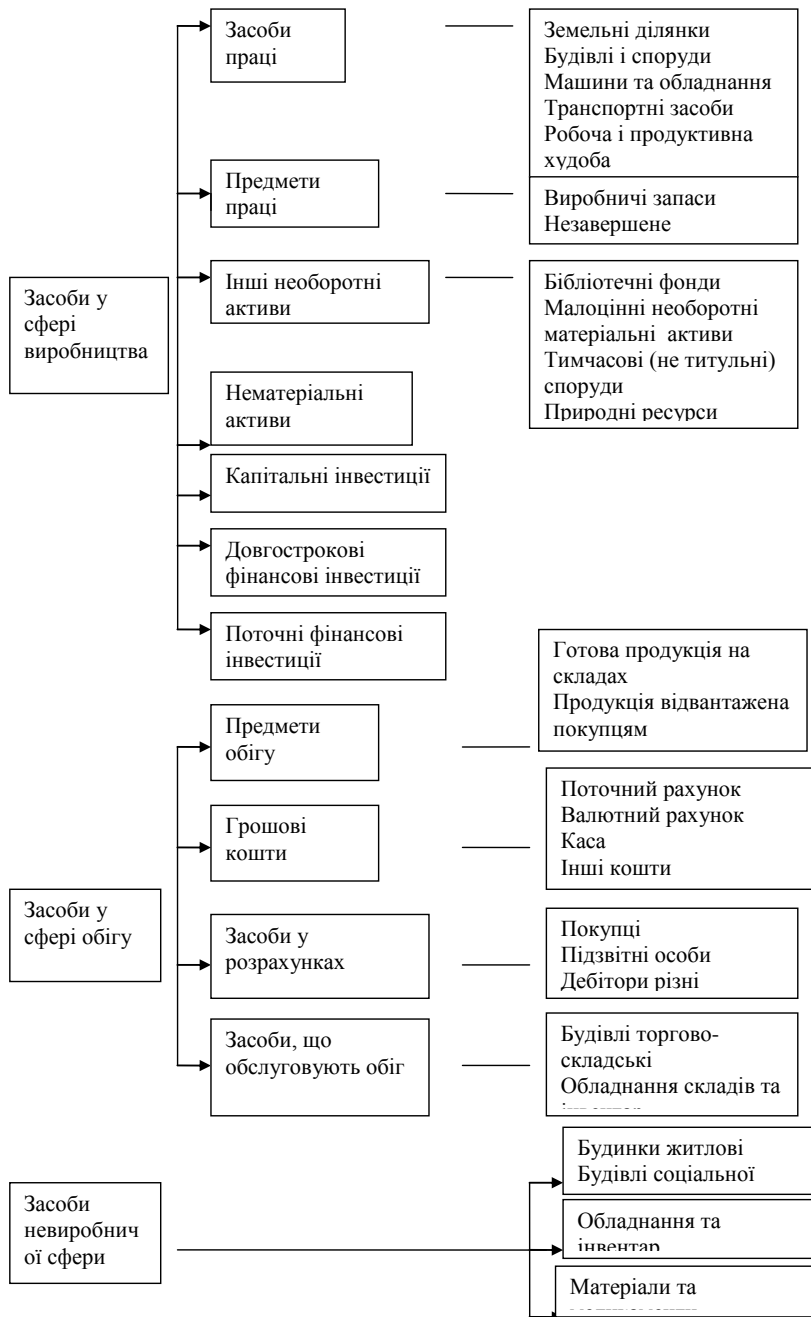 Засоби
праці
Земельні ділянки
Будівлі і споруди
Машини та обладнання
Транспортні засоби
Робоча і продуктивна
худоба
Предмети
праці
Виробничі запаси
Незавершене
Засоби у
сфері
виробництва
Інші необоротні
активи
Бібліотечні фонди
Малоцінні необоротні
матеріальні активи
Тимчасові (не титульні)
споруди
Природні ресурси
Нематеріальні
активи
Капітальні інвестиції
Довгострокові
фінансові інвестиції
Поточні фінансові
інвестиції
Засоби у
сфері обігу
Предмети
обігу
Готова продукція на
складах
Продукція відвантажена
покупцям
Грошові
кошти
Поточний рахунок
Валютний рахунок
Каса
Інші кошти
Засоби у
розрахунках
Покупці
Підзвітні особи
Дебітори різні
Засоби, що
обслуговують обіг
Будівлі торгово-
складські
Обладнання складів та
Засоби
невиробнич
ої сфери
Будинки житлові
Будівлі соціальної
Обладнання та
інвентар
Матеріали та